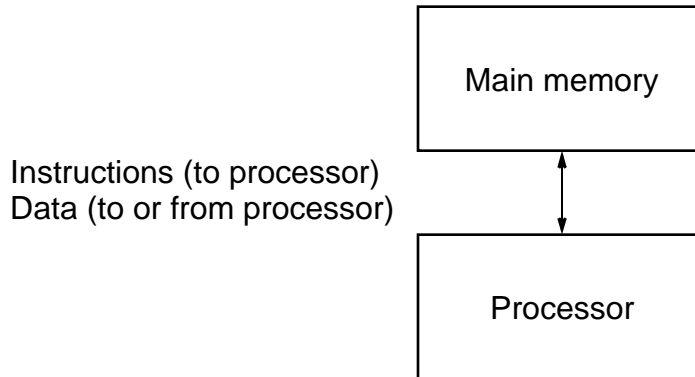 Main memory
Instructions (to processor)
Data (to or from processor)
Processor